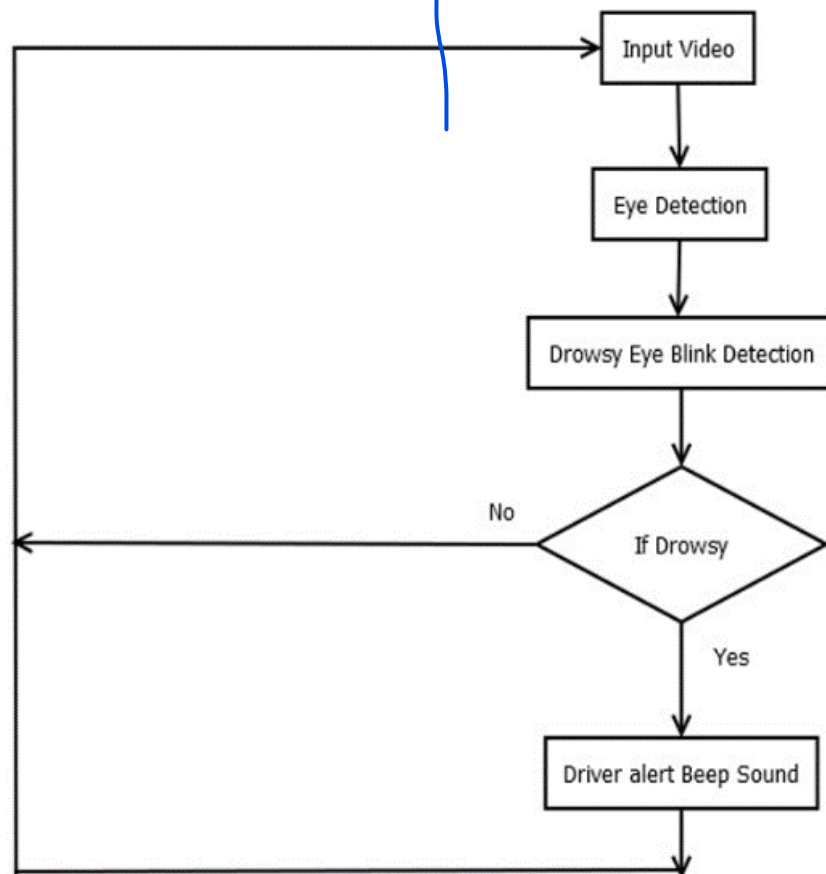 Input Video
Eye Detection
Drowsy Eye Blink Detection
No
If Drowsy
Yes
Driver alert Beep Sound